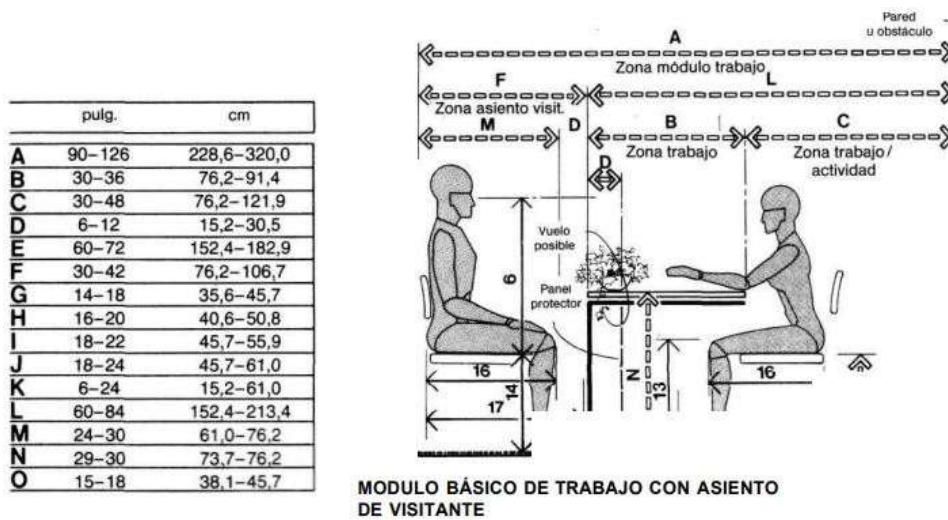 pulg. cm
A 90–126 228,6–320,0
B 30–36 76,2–91,4
C 30–48 76,2–121,9
D 6–12 15,2–30,5
E 60–72 152,4–182,9
F 30–42 76,2–106,7
G 14–18 35,6–45,7
H 16–20 40,6–50,8
I 18–22 45,7–55,9
J 18–24 45,7–61,0
K 6–24 15,2–61,0
L 60–84 152,4–213,4
M 24–30 61,0–76,2
N 29–30 73,7–76,2
O 15–18 38,1–45,7
Pared
u obstáculo
A
Zona módulo trabajo
F
L
Zona asiento visit.
M
D
B
C
Zona trabajo
Zona trabajo/
actividad
D
Vuelo
posible
6
Panel
protector
N
13
16
14
16
17
MODULO BÁSICO DE TRABAJO CON ASIENTO
DE VISITANTE